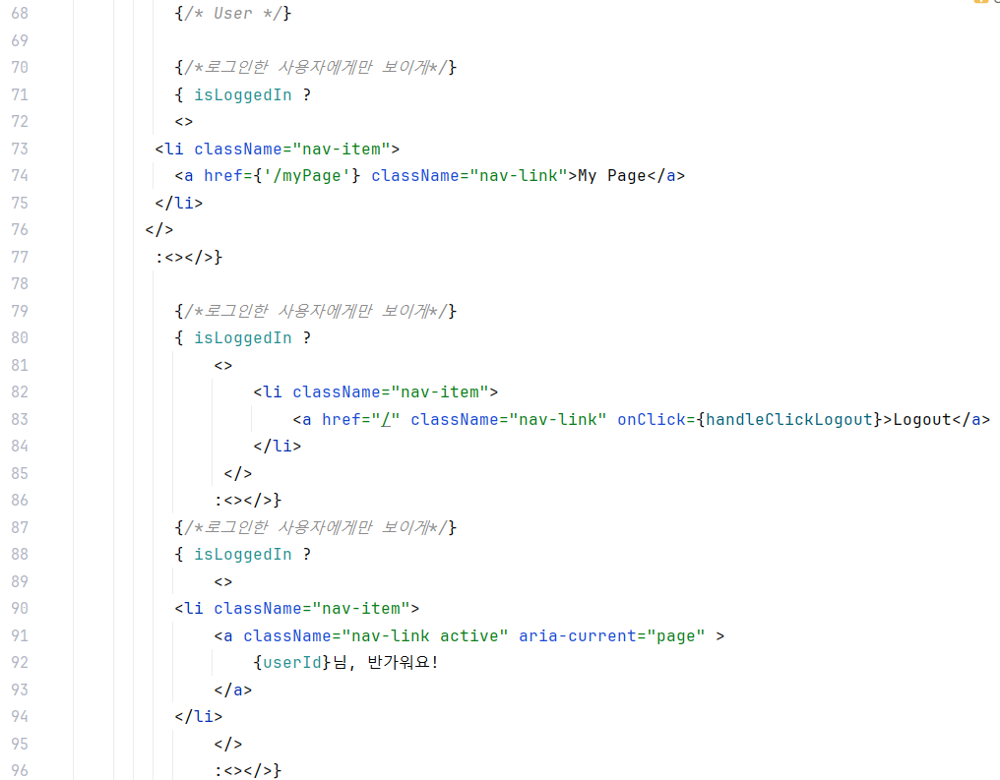 68 {/* User */}
69
70 {/*로그인한 사용자에게만 보이게*/}
71 { isLoggedIn ?
72 <>
73 <li className="nav-item">
74 <a href={'/myPage'} className="nav-link">My Page</a>
75 </li>
76 </>
77 :<></>}
78
79 {/*로그인한 사용자에게만 보이게*/}
80 { isLoggedIn ?
81 <>
82 <li className="nav-item">
83 <a href="/" className="nav-link" onClick={handleClickLogout}>Logout</a>
84 </li>
85 </>
86 :<></>}
87 {/*로그인한 사용자에게만 보이게*/}
88 { isLoggedIn ?
89 <>
90 <li className="nav-item">
91 <a className="nav-link active" aria-current="page" >
92 {userId}님, 반가워요!
93 </a>
94 </li>
95 </>
96 :<></>}